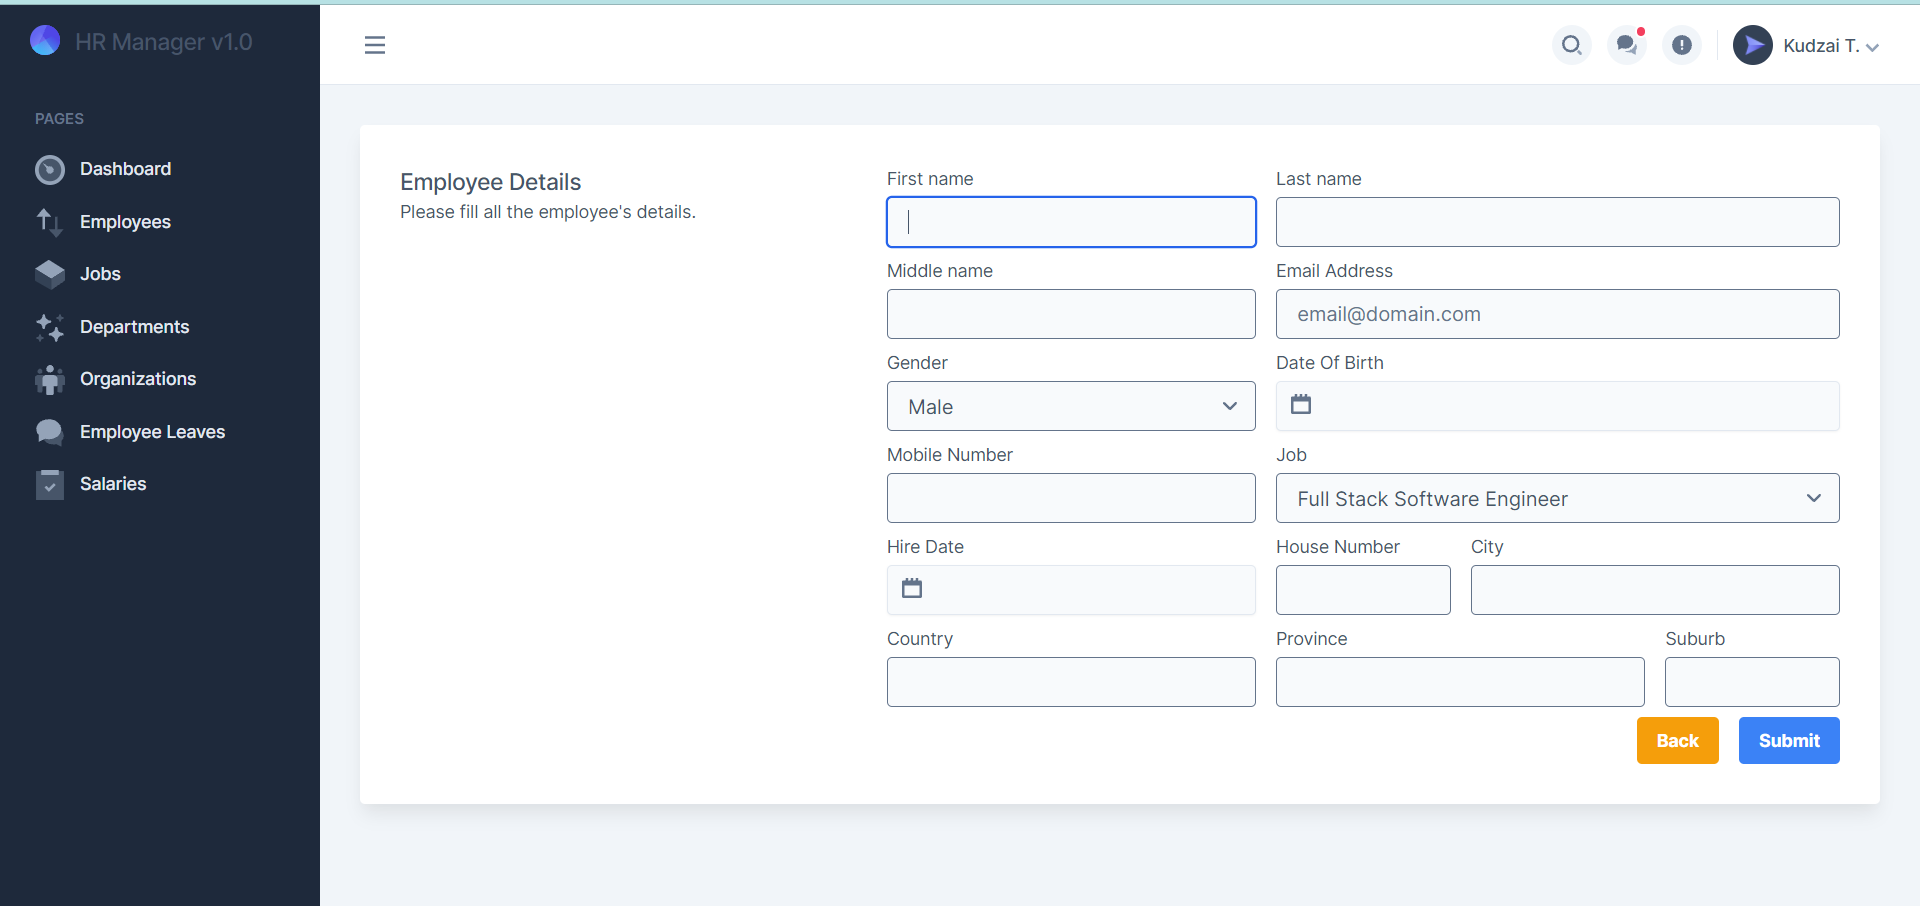 HR Manager v1.0
Kudzai T.
PAGES
Dashboard
Employees
Jobs
Departments
Organizations
Employee Leaves
Salaries
Employee Details
Please fill all the employee's details.
First name
Last name
Middle name
Email Address
email@domain.com
Gender
Date Of Birth
Male
Mobile Number
Job
Full Stack Software Engineer
Hire Date
House Number
City
Country
Province
Suburb
Back
Submit